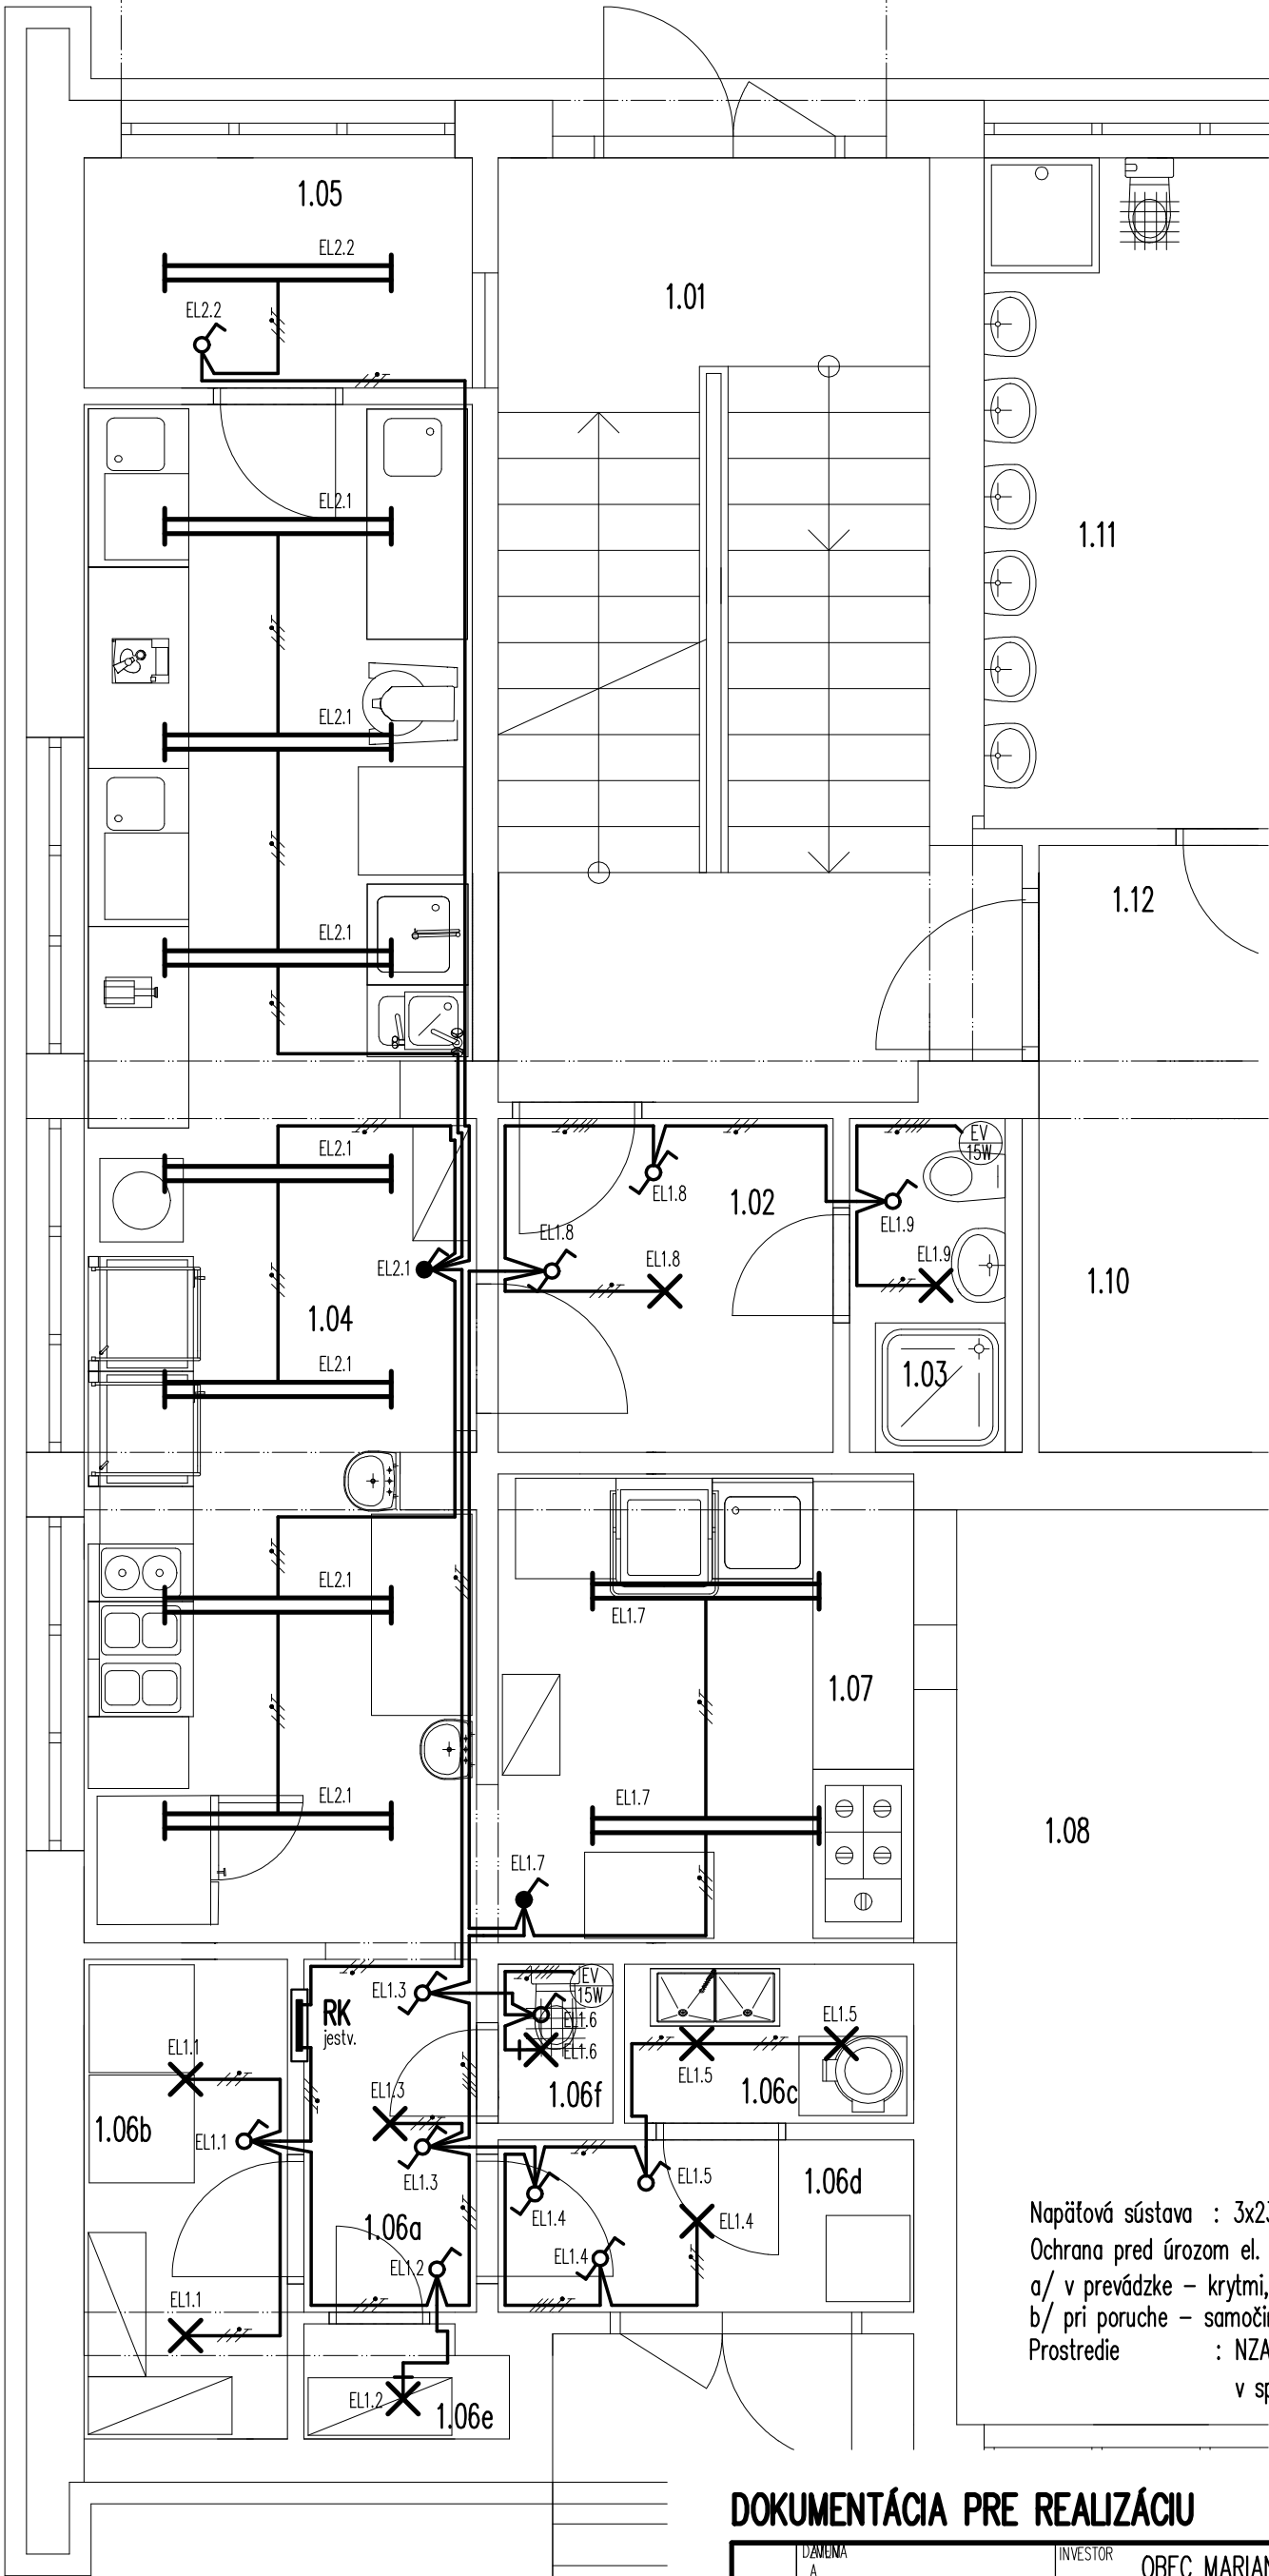 1.05
EL2.2
EL2.2
1.01
EL2.1
1.11
EL2.1
1.12
EL2.1
EL2.1
EV
15W
1.02
EL1.8
EL1.9
EL1.8
EL1.8
EL1.9
EL2.1
1.10
1.04
EL2.1
1.03
EL2.1
EL1.7
1.07
EL2.1
EL1.7
1.08
EL1.7
EL1.3
EV
15W
RK
jestv.
EL1.6
EL1.5
EL1.1
EL1.6
EL1.5
EL1.3
1.06f
1.06c
1.06b
EL1.1
EL1.3
EL1.5
1.06d
EL1.4
EL1.4
1.06a
EL1.4
EL1.2
EL1.1
EL1.2
1.06e
Napäťová sústava : 3x23
Ochrana pred úrozom el.
a/ v prevádzke – krytmi,
b/ pri poruche – samoči
Prostredie : NZA
v sp
DOKUMENTÁCIA PRE REALIZÁCIU
A
INVESTOR
OBEC MARIAN